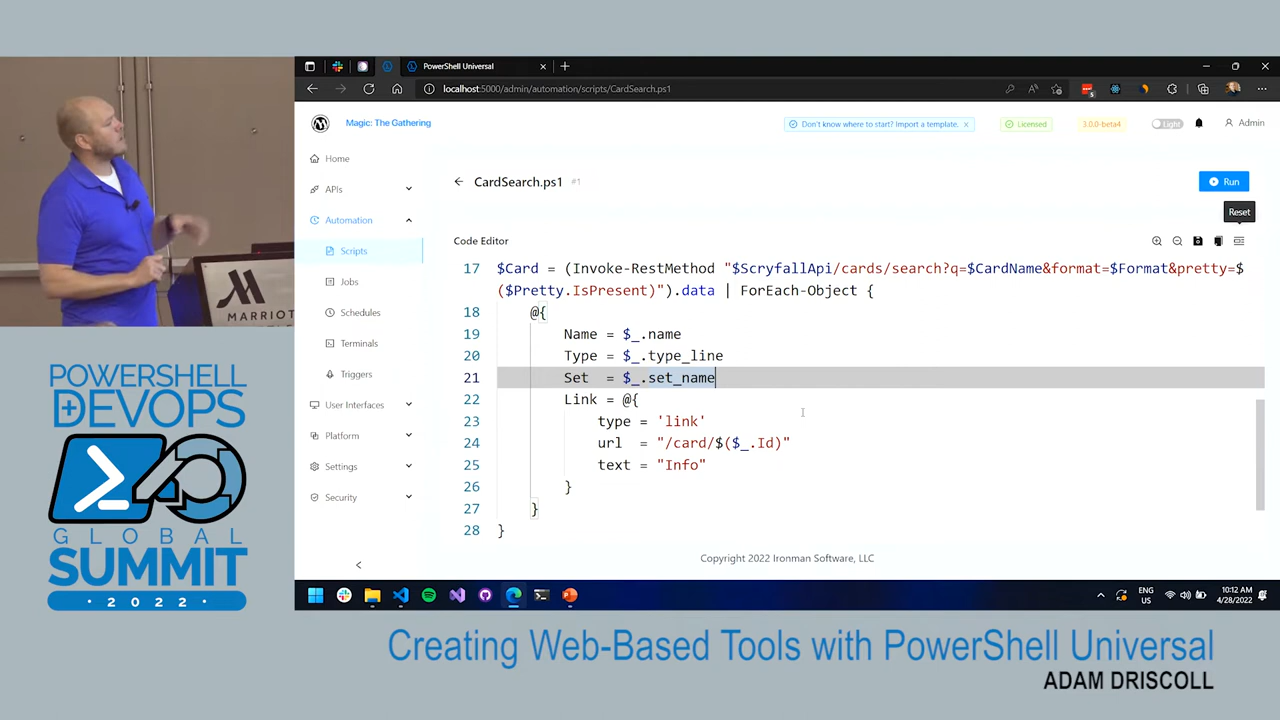 PowerShell Universal
localhost:5000/admin/automation/scripts/CardSearch.ps1
Magic: The Gathering
Don't know where to start? Import a template.
Licensed
3.0.0-beta4
Light
Admin
Home
APIs
Automation
Scripts
Jobs
Schedules
Terminals
Triggers
User Interfaces
Platform
Settings
Security
CardSearch.ps1 #1
Run
Reset
Code Editor
17 $Card = (Invoke-RestMethod "$ScryfallApi/cards/search?q=$CardName&format=$Format&pretty=$
($Pretty.IsPresent)").data | ForEach-Object {
18 @{
19 Name = $_.name
20 Type = $_.type_line
21 Set = $_.set_name
22 Link = @{
23 type = 'link'
24 url = "/card/$($_.Id)"
25 text = "Info"
26 }
27 }
28 }
Copyright 2022 Ironman Software, LLC
ENG
US
10:12 AM
4/28/2022
MARRIOTT
POWERSHELL
+DEVOPS
GLOBAL
SUMMIT
· 2022 ·
Creating Web-Based Tools with PowerShell Universal
ADAM DRISCOLL